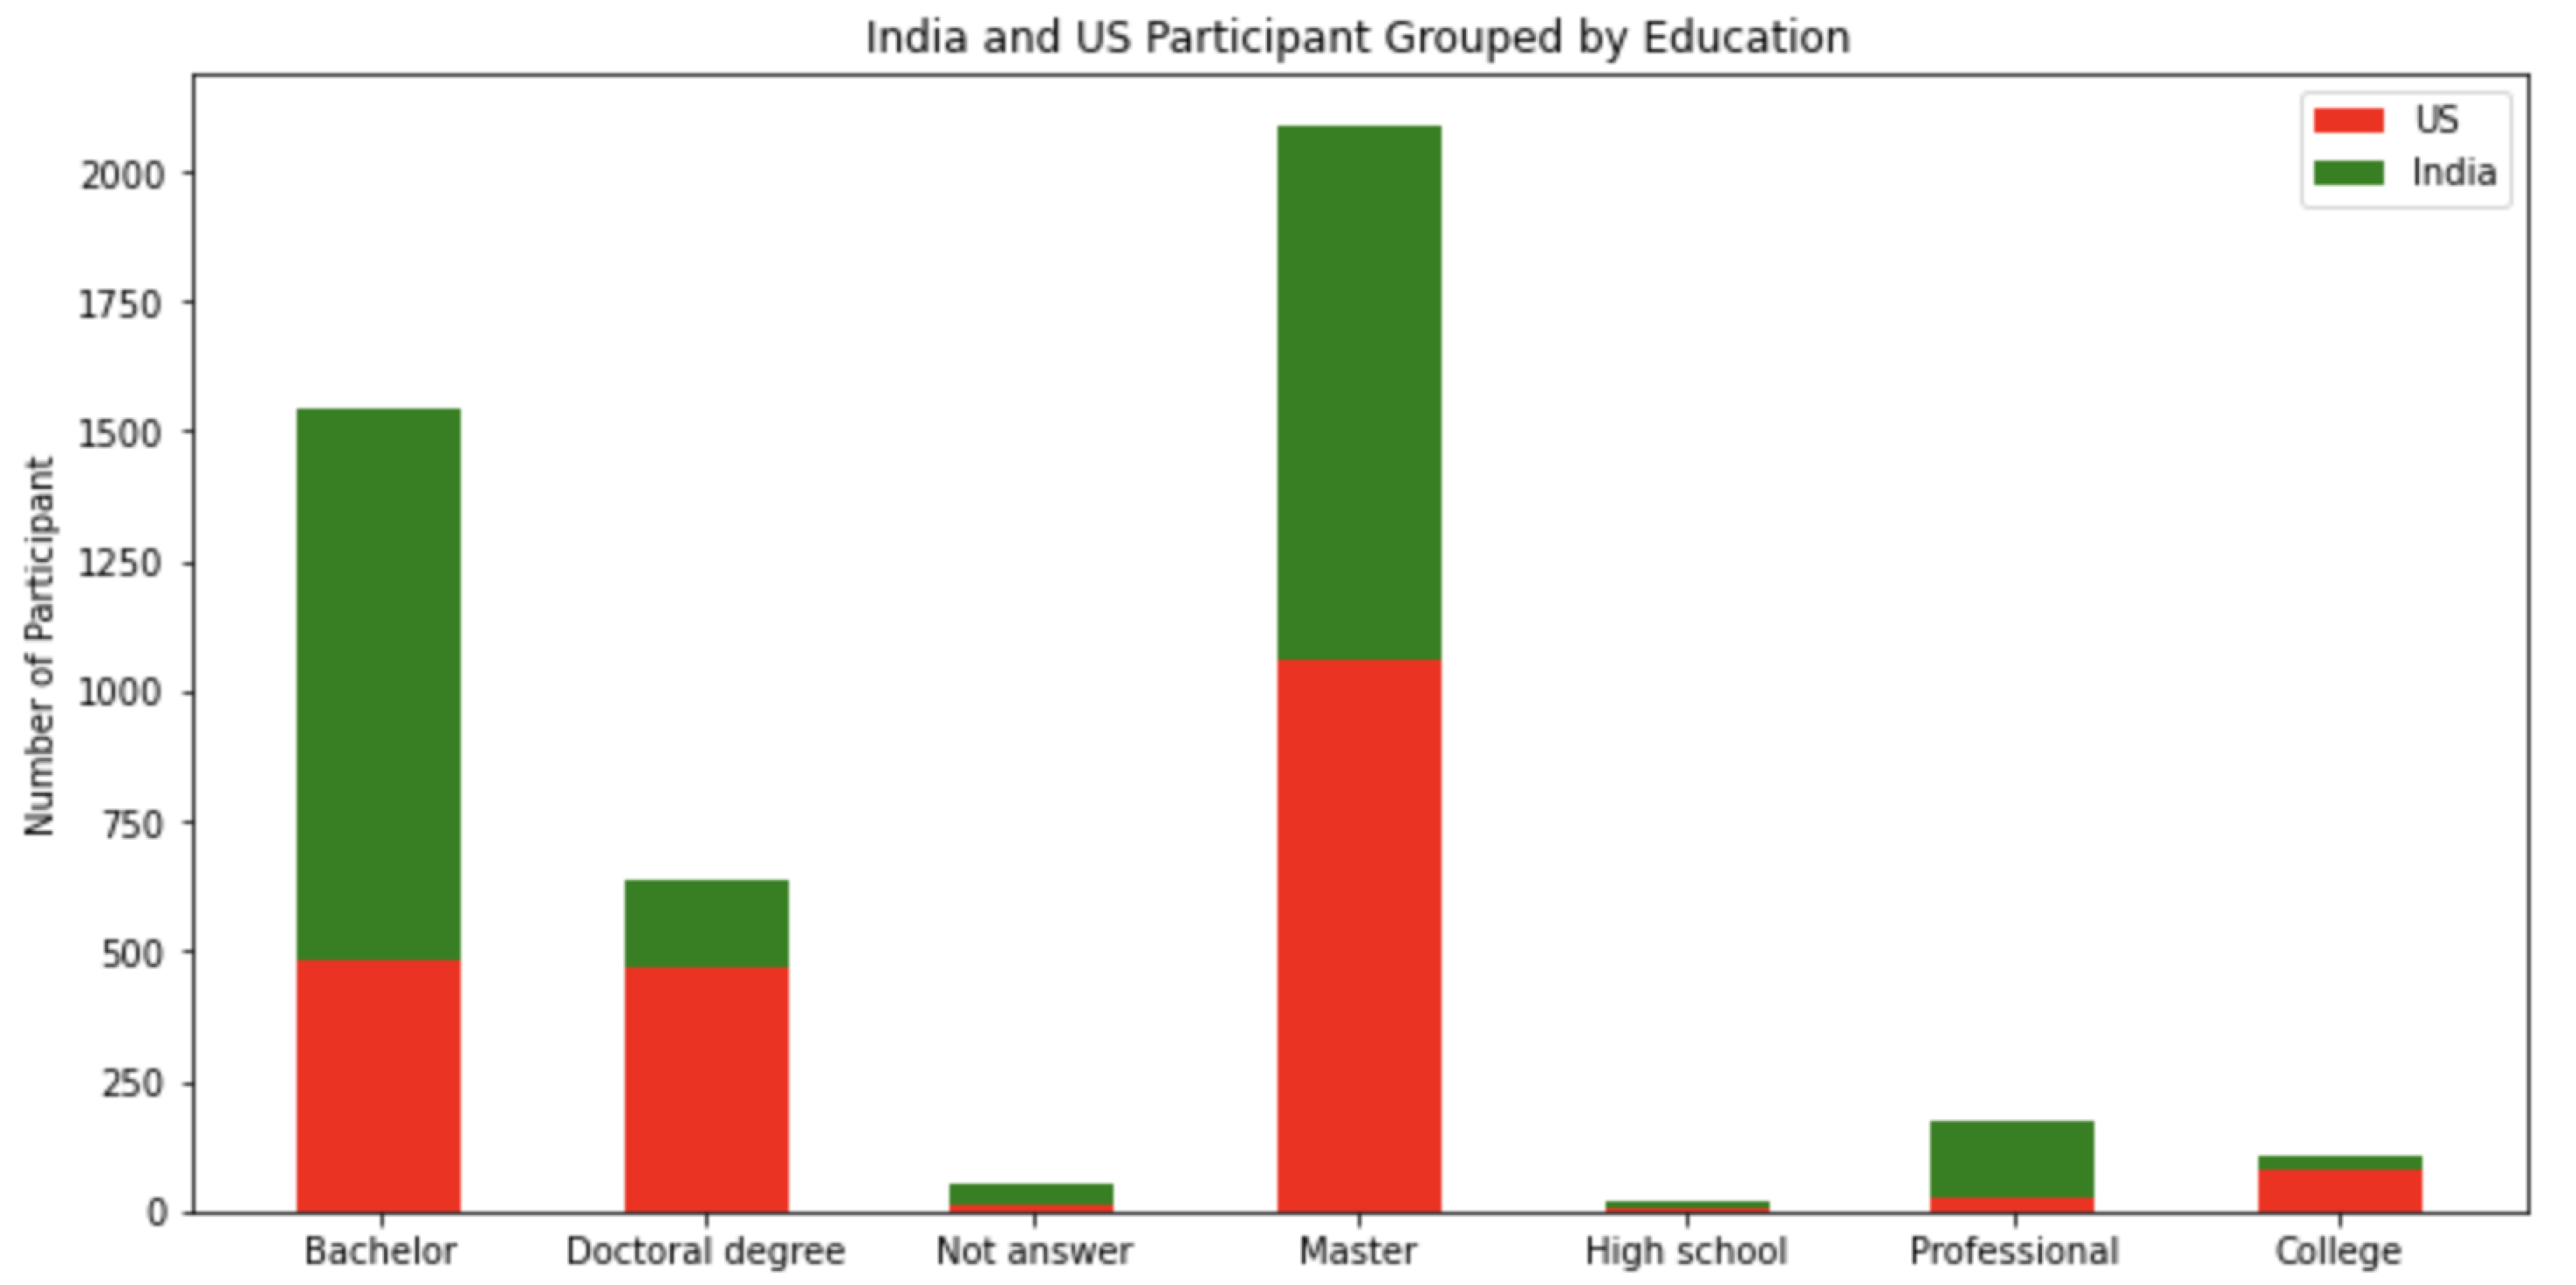 India and US Participant Grouped by Education
US
India
Number of Participant
2000
1750
1500
1250
1000
750
500
250
0
Bachelor
Doctoral degree
Not answer
Master
High school
Professional
College